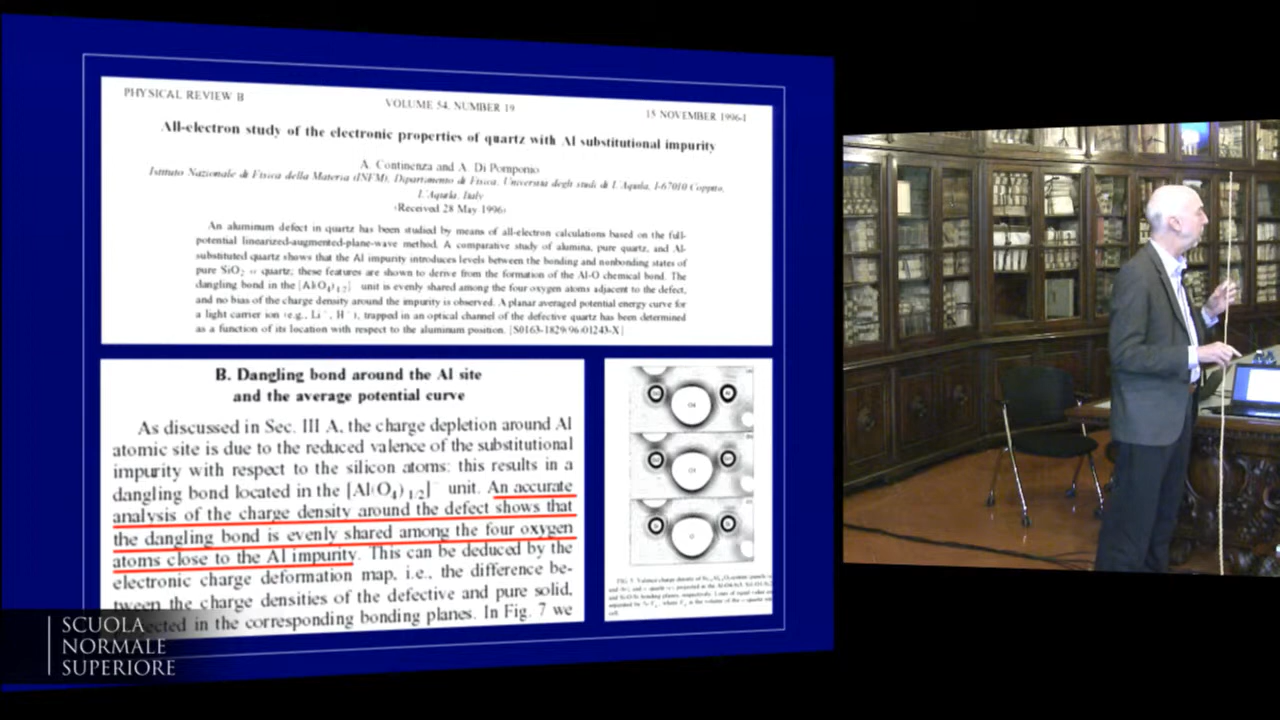 PHYSICAL REVIEW B
VOLUME 54, NUMBER 19
15 NOVEMBER 1996-I
All-electron study of the electronic properties of quartz with Al substitutional impurity
A. Continenza and A. Di Pomponio
Istituto Nazionale di Fisica della Materia (INFM), Dipartimento di Fisica, Università degli studi di L'Aquila, I-67010 Coppito,
L'Aquila, Italy
(Received 28 May 1996)
An aluminum defect in quartz has been studied by means of all-electron calculations based on the full-
potential linearized-augmented-plane-wave method. A comparative study of alumina, pure quartz, and Al-
substituted quartz shows that the Al impurity introduces levels between the bonding and nonbonding states of
pure SiO2 quartz; these features are shown to derive from the formation of the Al-O chemical bond. The
dangling bond in the [Al(O4)1/2]- unit is evenly shared among the four oxygen atoms adjacent to the defect,
and no bias of the charge density around the impurity is observed. A planar averaged potential energy curve for
a light carrier ion (e.g., Li+, H+), trapped in an optical channel of the defective quartz has been determined
as a function of its location with respect to the aluminum position. [S0163-1829(96)01243-X]
B. Dangling bond around the Al site
and the average potential curve
As discussed in Sec. III A, the charge depletion around Al
atomic site is due to the reduced valence of the substitutional
impurity with respect to the silicon atoms: this results in a
dangling bond located in the [Al(O4)1/2]- unit. An accurate
analysis of the charge density around the defect shows that
the dangling bond is evenly shared among the four oxygen
atoms close to the Al impurity. This can be deduced by the
electronic charge deformation map, i.e., the difference be-
tween the charge densities of the defective and pure solid,
in the corresponding bonding planes. In Fig. 7 we
SCUOLA
NORMALE
SUPERIORE